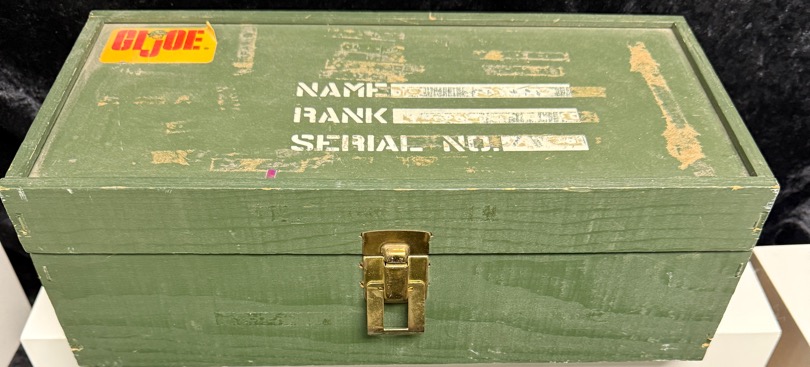 GI JOE
NAME
RANK
SERIAL NO.